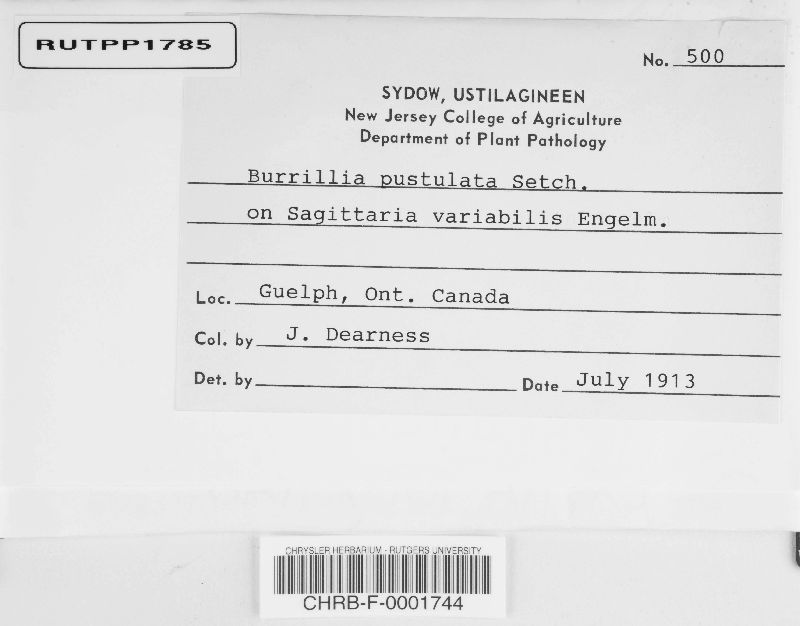 RUTPP1785
No. 500
SYDOW, USTILAGINEEN
New Jersey College of Agriculture
Department of Plant Pathology
Burrillia pustulata Setch.
on Sagittaria variabilis Engelm.
Loc. Guelph, Ont. Canada
Col. by J. Dearness
Det. by Date July 1913
CHRYSLER HERBARIUM - RUTGERS UNIVERSITY
CHRB-F-0001744